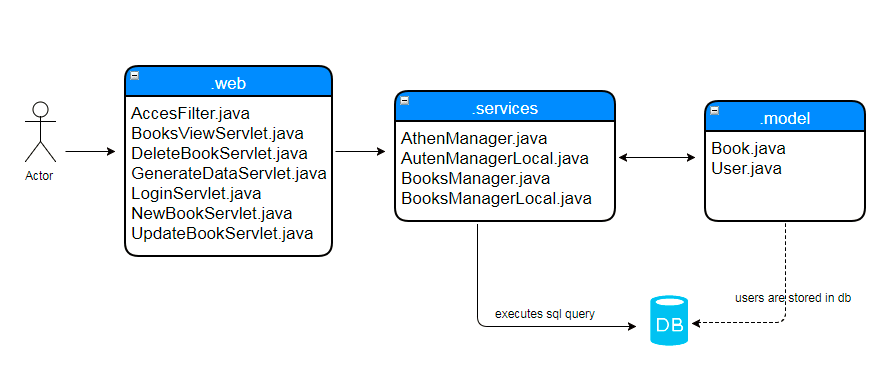 .web
AccesFilter.java
BooksViewServlet.java
DeleteBookServlet.java
GenerateDataServlet.java
LoginServlet.java
NewBookServlet.java
UpdateBookServlet.java
Actor
.services
AthenManager.java
AutenManagerLocal.java
BooksManager.java
BooksManagerLocal.java
.model
Book.java
User.java
executes sql query
users are stored in db
DB